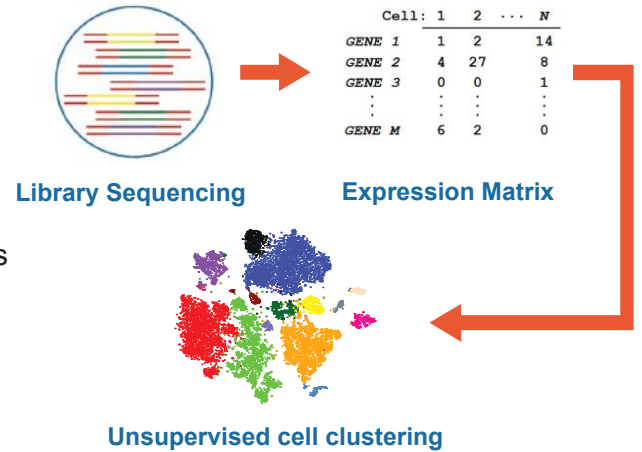 Cell: 1 2 ... N
GENE 1 1 2 14
GENE 2 4 27 8
GENE 3 0 0 1
: : : :
: : : :
GENE M 6 2 0
Library Sequencing
Expression Matrix
s
Unsupervised cell clustering